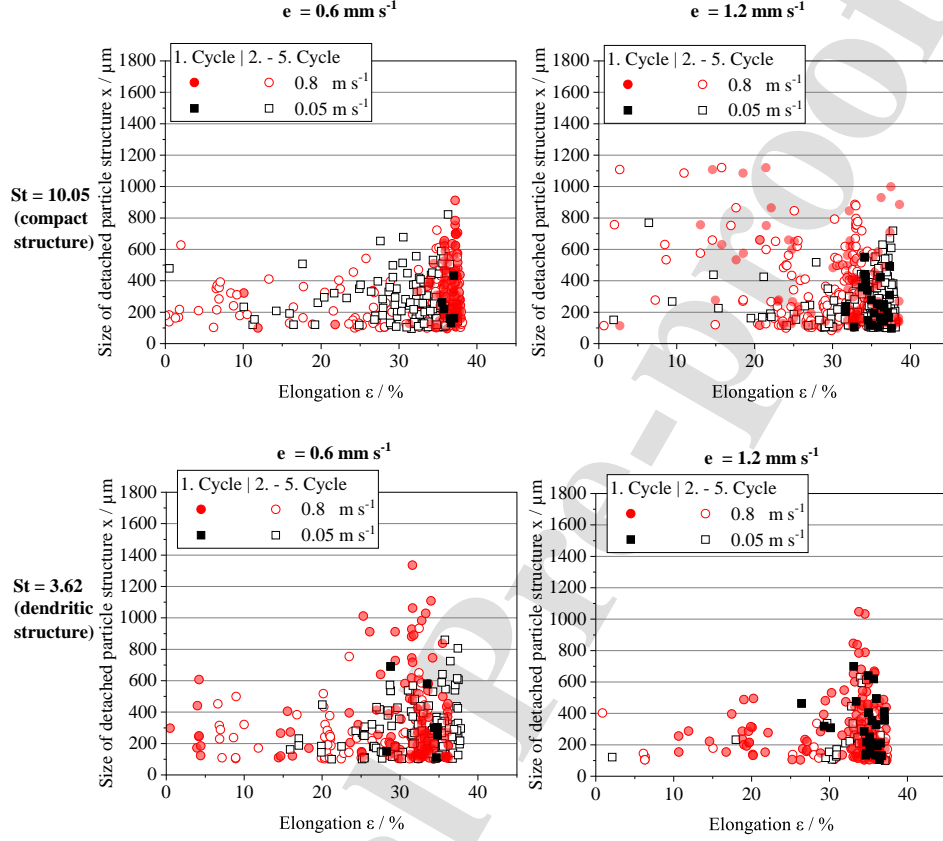 e = 0.6 mm s⁻¹
e = 1.2 mm s⁻¹
St = 10.05
(compact
structure)
Size of detached particle structure x / µm
1800
1600
1400
1200
1000
800
600
400
200
0
1. Cycle | 2. - 5. Cycle
0.8 m s⁻¹
0.05 m s⁻¹
0 10 20 30 40
Elongation ε / %
Size of detached particle structure x / µm
1800
1600
1400
1200
1000
800
600
400
200
0
1. Cycle | 2. - 5. Cycle
0.8 m s⁻¹
0.05 m s⁻¹
0 10 20 30 40
Elongation ε / %
e = 0.6 mm s⁻¹
e = 1.2 mm s⁻¹
St = 3.62
(dendritic
structure)
Size of detached particle structure x / µm
1800
1600
1400
1200
1000
800
600
400
200
0
1. Cycle | 2. - 5. Cycle
0.8 m s⁻¹
0.05 m s⁻¹
0 10 20 30 40
Elongation ε / %
Size of detached particle structure x / µm
1800
1600
1400
1200
1000
800
600
400
200
0
1. Cycle | 2. - 5. Cycle
0.8 m s⁻¹
0.05 m s⁻¹
0 10 20 30 40
Elongation ε / %
Pre-proof